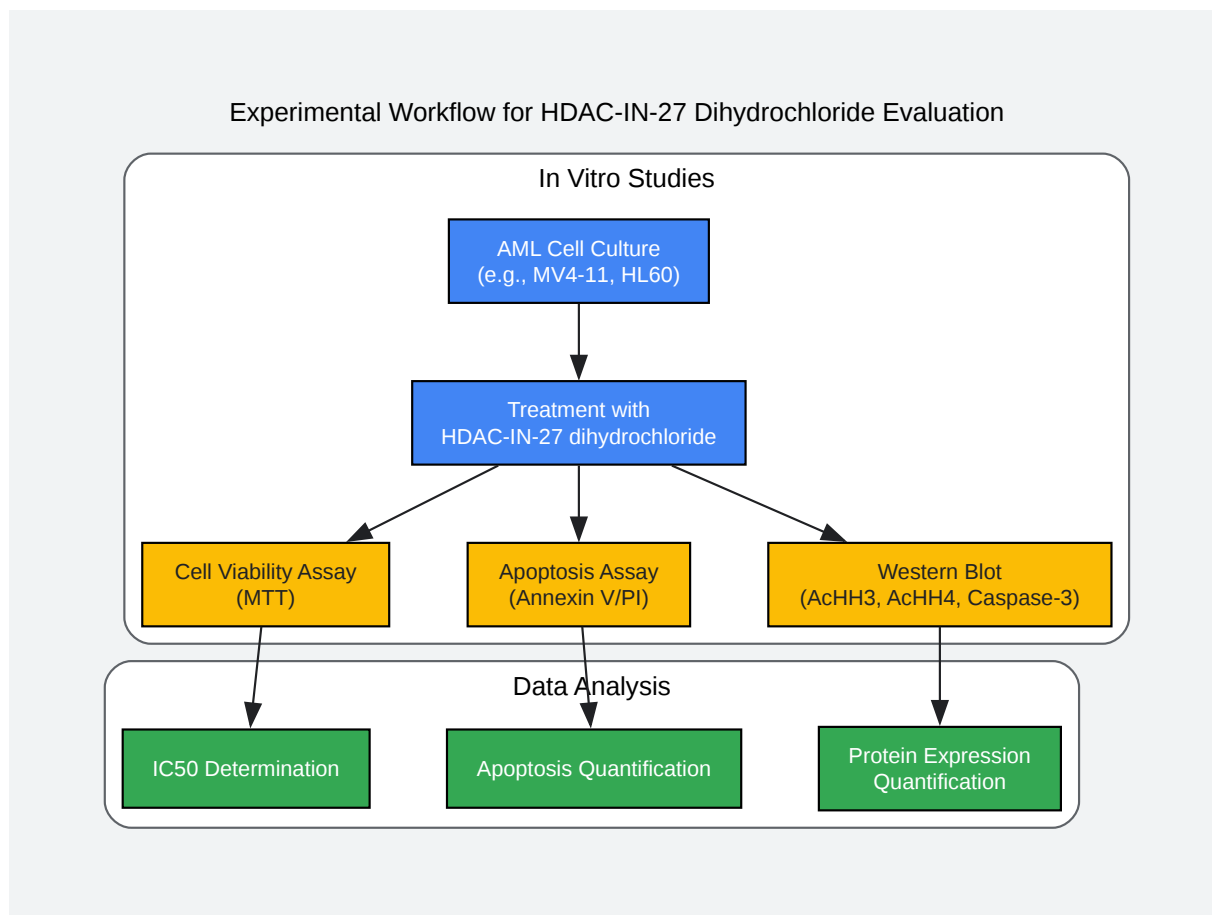 Experimental Workflow for HDAC-IN-27 Dihydrochloride Evaluation
In Vitro Studies
AML Cell Culture
(e.g., MV4-11, HL60)
Treatment with
HDAC-IN-27 dihydrochloride
Cell Viability Assay
(MTT)
Apoptosis Assay
(Annexin V/PI)
Western Blot
(AcHH3, AcHH4, Caspase-3)
Data Analysis
IC50 Determination
Apoptosis Quantification
Protein Expression
Quantification